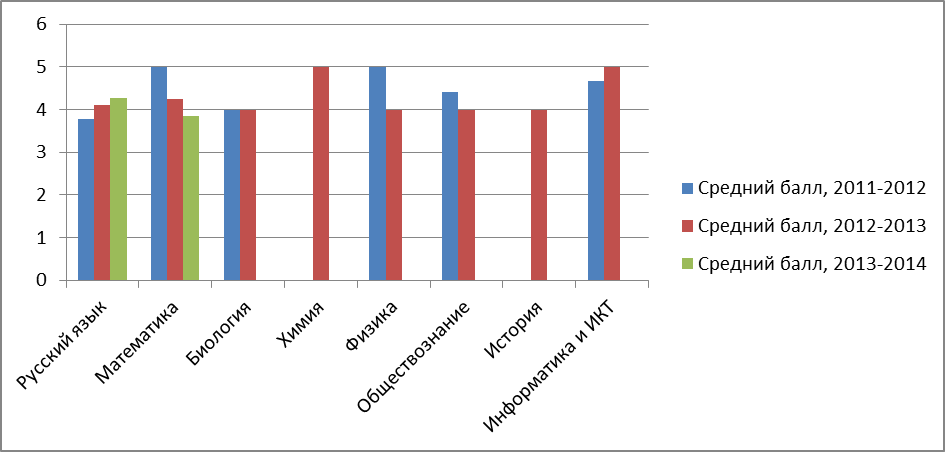 6
5
4
3
2
1
0
Русский язык
Математика
Биология
Химия
Физика
Обществознание
История
Информатика и ИКТ
Средний балл, 2011-2012
Средний балл, 2012-2013
Средний балл, 2013-2014